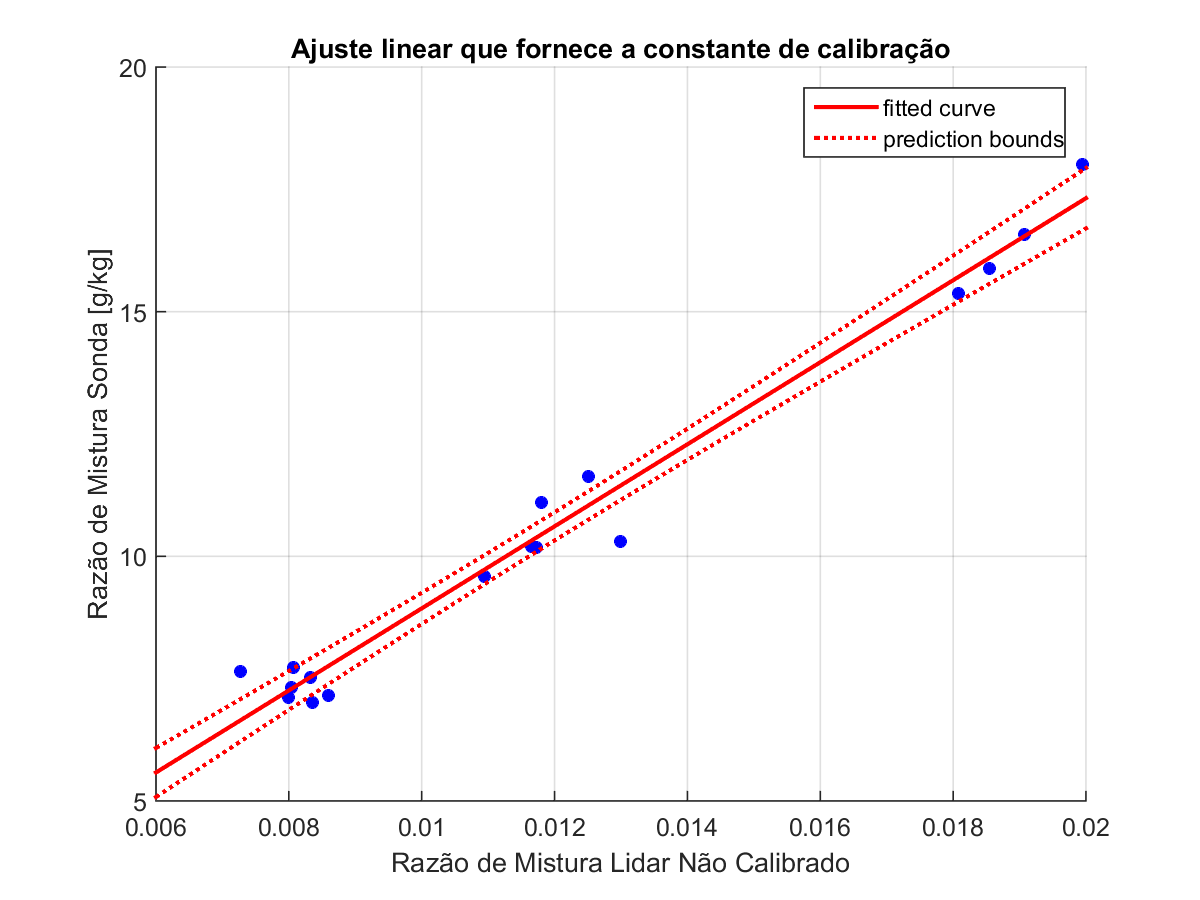 Ajuste linear que fornece a constante de calibração
fitted curve
prediction bounds
Razão de Mistura Sonda [g/kg]
20
15
10
5
0.006 0.008 0.01 0.012 0.014 0.016 0.018 0.02
Razão de Mistura Lidar Não Calibrado